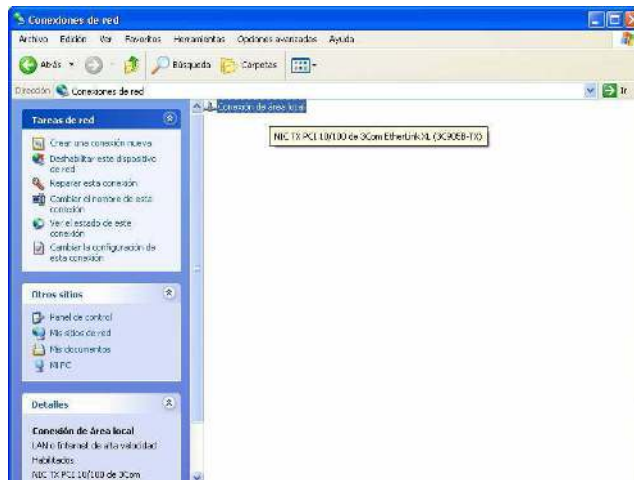 Conexiones de red
Archivo Edición Ver Favoritos Herramientas Opciones avanzadas Ayuda
Atrás Búsqueda Carpetas
Dirección Conexiones de red Ir
Tareas de red
Crear una conexión nueva
Deshabilitar este dispositivo
de red
Reparar esta conexión
Cambiar el nombre de esta
conexión
Ver el estado de este
conexión
Cambiar la configuración de
esta conexión
Otros sitios
Panel de control
Mis sitios de red
Mis documentos
Mi PC
Detalles
Conexión de área local
LAN o Internet de alta velocidad
Habilitados
NIC TX PCI 10/100 de 3Com
Conexión de área local
NIC TX PCI 10/100 de 3Com EtherLink XL (3C905B-TX)